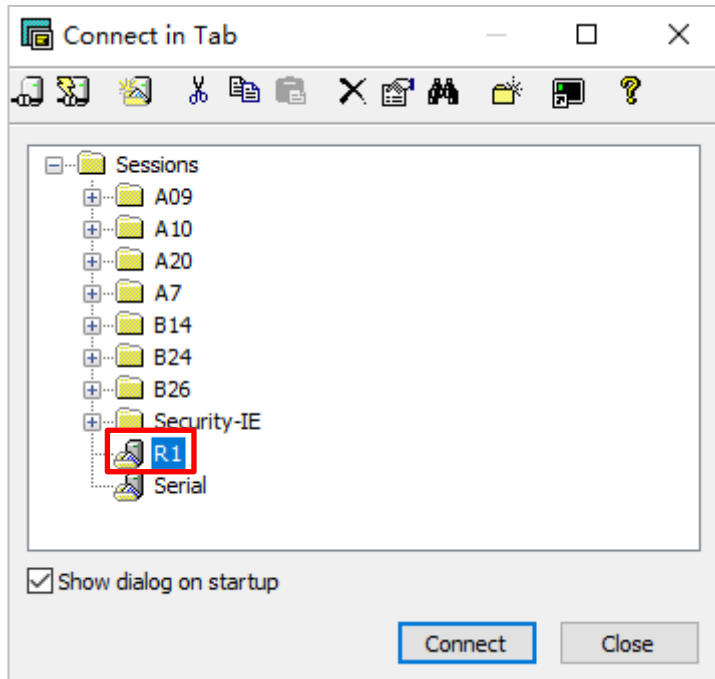 Connect in Tab
Sessions
A09
A10
A20
A7
B14
B24
B26
Security-IE
R1
Serial
Show dialog on startup
Connect
Close